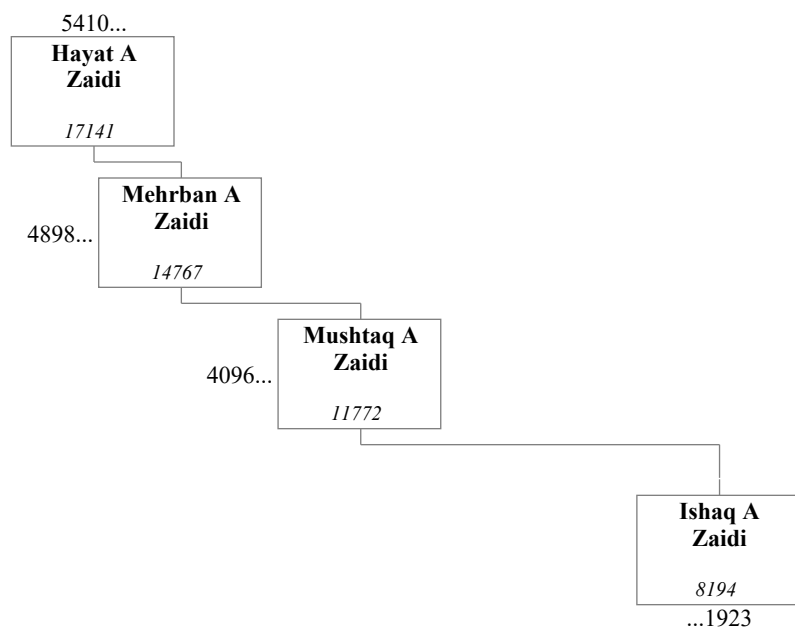 5410...
Hayat A
Zaidi
17141
Mehrban A
Zaidi
4898...
14767
Mushtaq A
Zaidi
4096...
11772
Ishaq A
Zaidi
8194
...1923